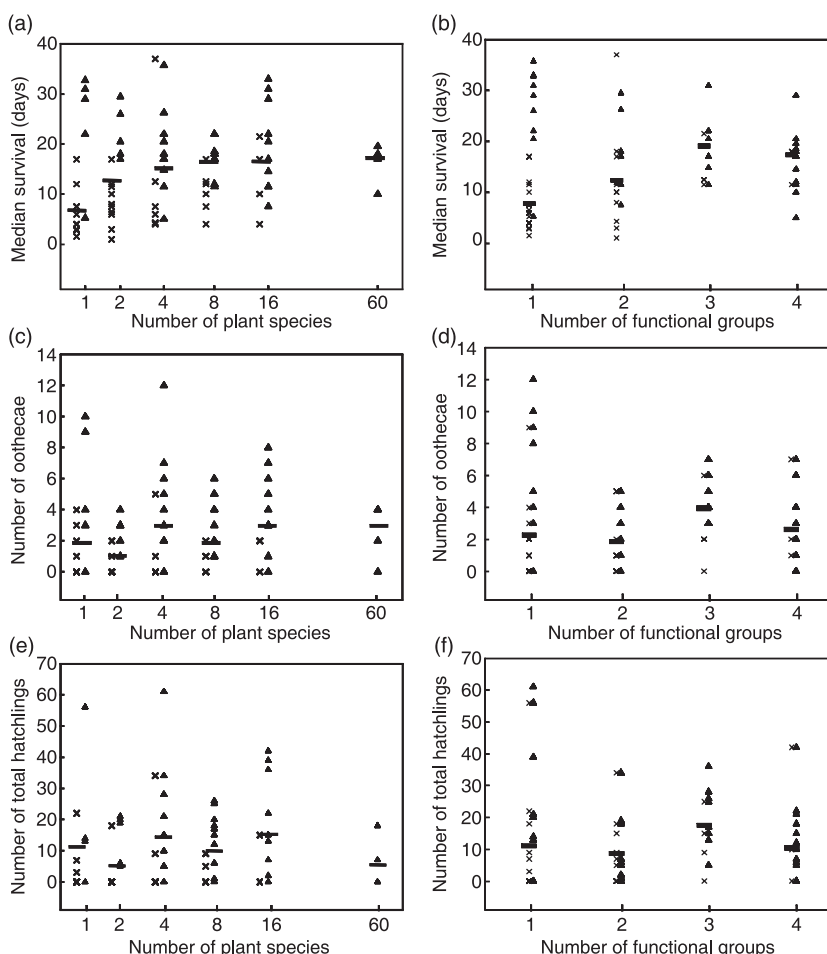 (a)
Median survival (days)
40
30
20
10
0
1 2 4 8 16 60
Number of plant species
(b)
Median survival (days)
40
30
20
10
0
1 2 3 4
Number of functional groups
(c)
Number of oothecae
14
12
10
8
6
4
2
0
1 2 4 8 16 60
Number of plant species
(d)
Number of oothecae
14
12
10
8
6
4
2
0
1 2 3 4
Number of functional groups
(e)
Number of total hatchlings
70
60
50
40
30
20
10
0
1 2 4 8 16 60
Number of plant species
(f)
Number of total hatchlings
70
60
50
40
30
20
10
0
1 2 3 4
Number of functional groups